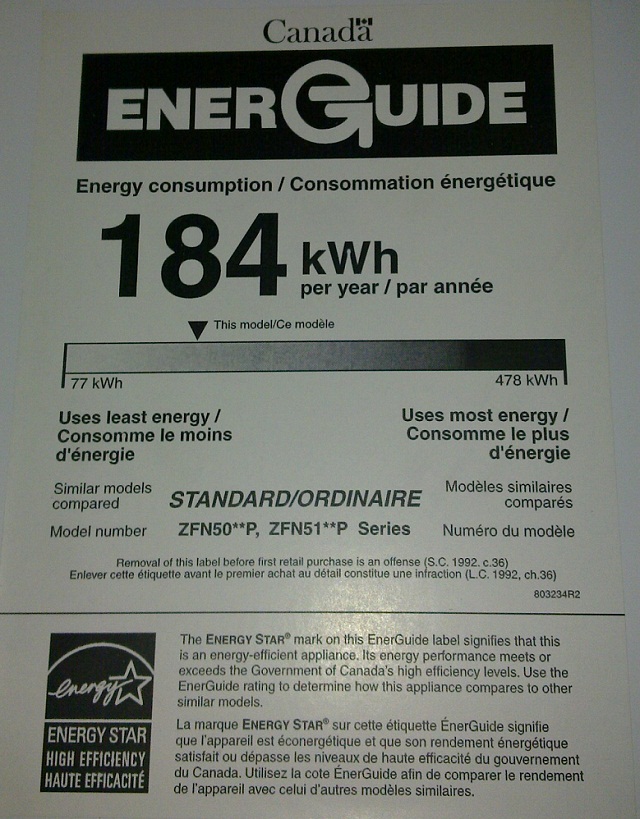 Canada
ENERGUIDE
Energy consumption / Consommation énergétique
184 kWh
per year / par année
This model/Ce modèle
77 kWh
478 kWh
Uses least energy /
Consomme le moins
d'énergie
Uses most energy /
Consomme le plus
d'énergie
Similar models
compared
STANDARD/ORDINAIRE
Modèles similaires
comparés
Model number
ZFN50**P, ZFN51**P Series
Numéro du modèle
Removal of this label before first retail purchase is an offense (S.C. 1992. c.36)
Enlever cette étiquette avant le premier achat au détail constitue une infraction (L.C. 1992, ch.36)
803234R2
energy
ENERGY STAR
HIGH EFFICIENCY
HAUTE EFFICACITÉ
The ENERGY STAR® mark on this EnerGuide label signifies that this
is an energy-efficient appliance. Its energy performance meets or
exceeds the Government of Canada's high efficiency levels. Use the
EnerGuide rating to determine how this appliance compares to other
similar models.
La marque ENERGY STAR® sur cette étiquette ÉnerGuide signifie
que l'appareil est éconergétique et que son rendement énergétique
satisfait ou dépasse les niveaux de haute efficacité du gouvernement
du Canada. Utilisez la cote ÉnerGuide afin de comparer le rendement
de l'appareil avec celui d'autres modèles similaires.